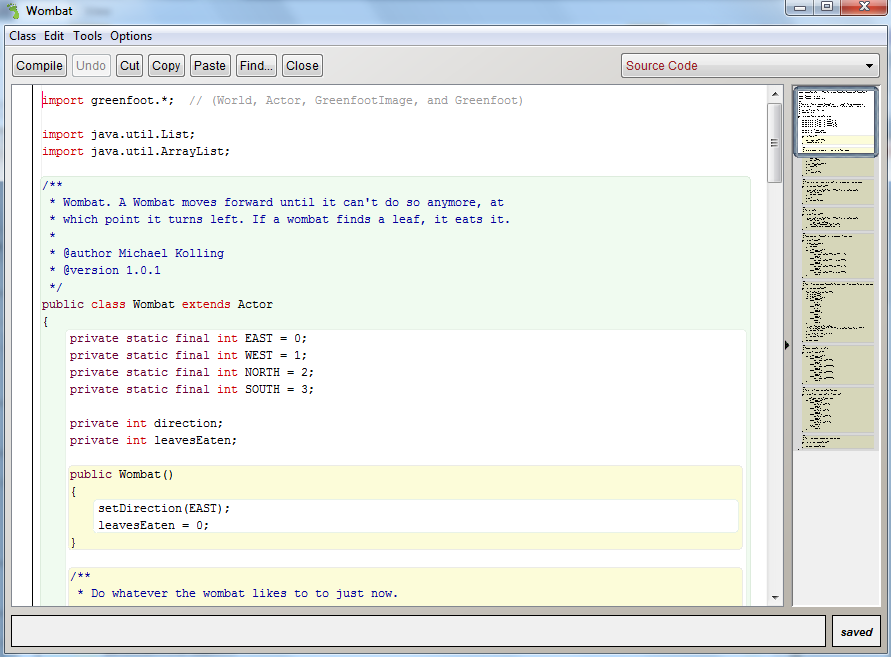 Wombat
Class Edit Tools Options
Compile Undo Cut Copy Paste Find... Close Source Code
import greenfoot.*;  // (World, Actor, GreenfootImage, and Greenfoot)
import java.util.List;
import java.util.ArrayList;
/**
 * Wombat. A Wombat moves forward until it can't do so anymore, at
 * which point it turns left. If a wombat finds a leaf, it eats it.
 *
 * @author Michael Kolling
 * @version 1.0.1
 */
public class Wombat extends Actor
{
    private static final int EAST = 0;
    private static final int WEST = 1;
    private static final int NORTH = 2;
    private static final int SOUTH = 3;
    private int direction;
    private int leavesEaten;
    public Wombat()
    {
        setDirection(EAST);
        leavesEaten = 0;
    }
    /**
     * Do whatever the wombat likes to to just now.
saved